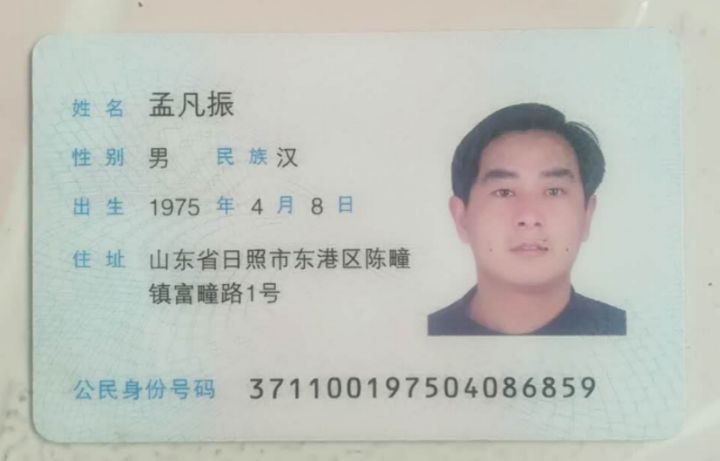 姓名 孟凡振
性别 男 民族 汉
出生 1975 年 4 月 8 日
住址 山东省日照市东港区陈疃
镇富疃路1号
公民身份号码 371100197504086859